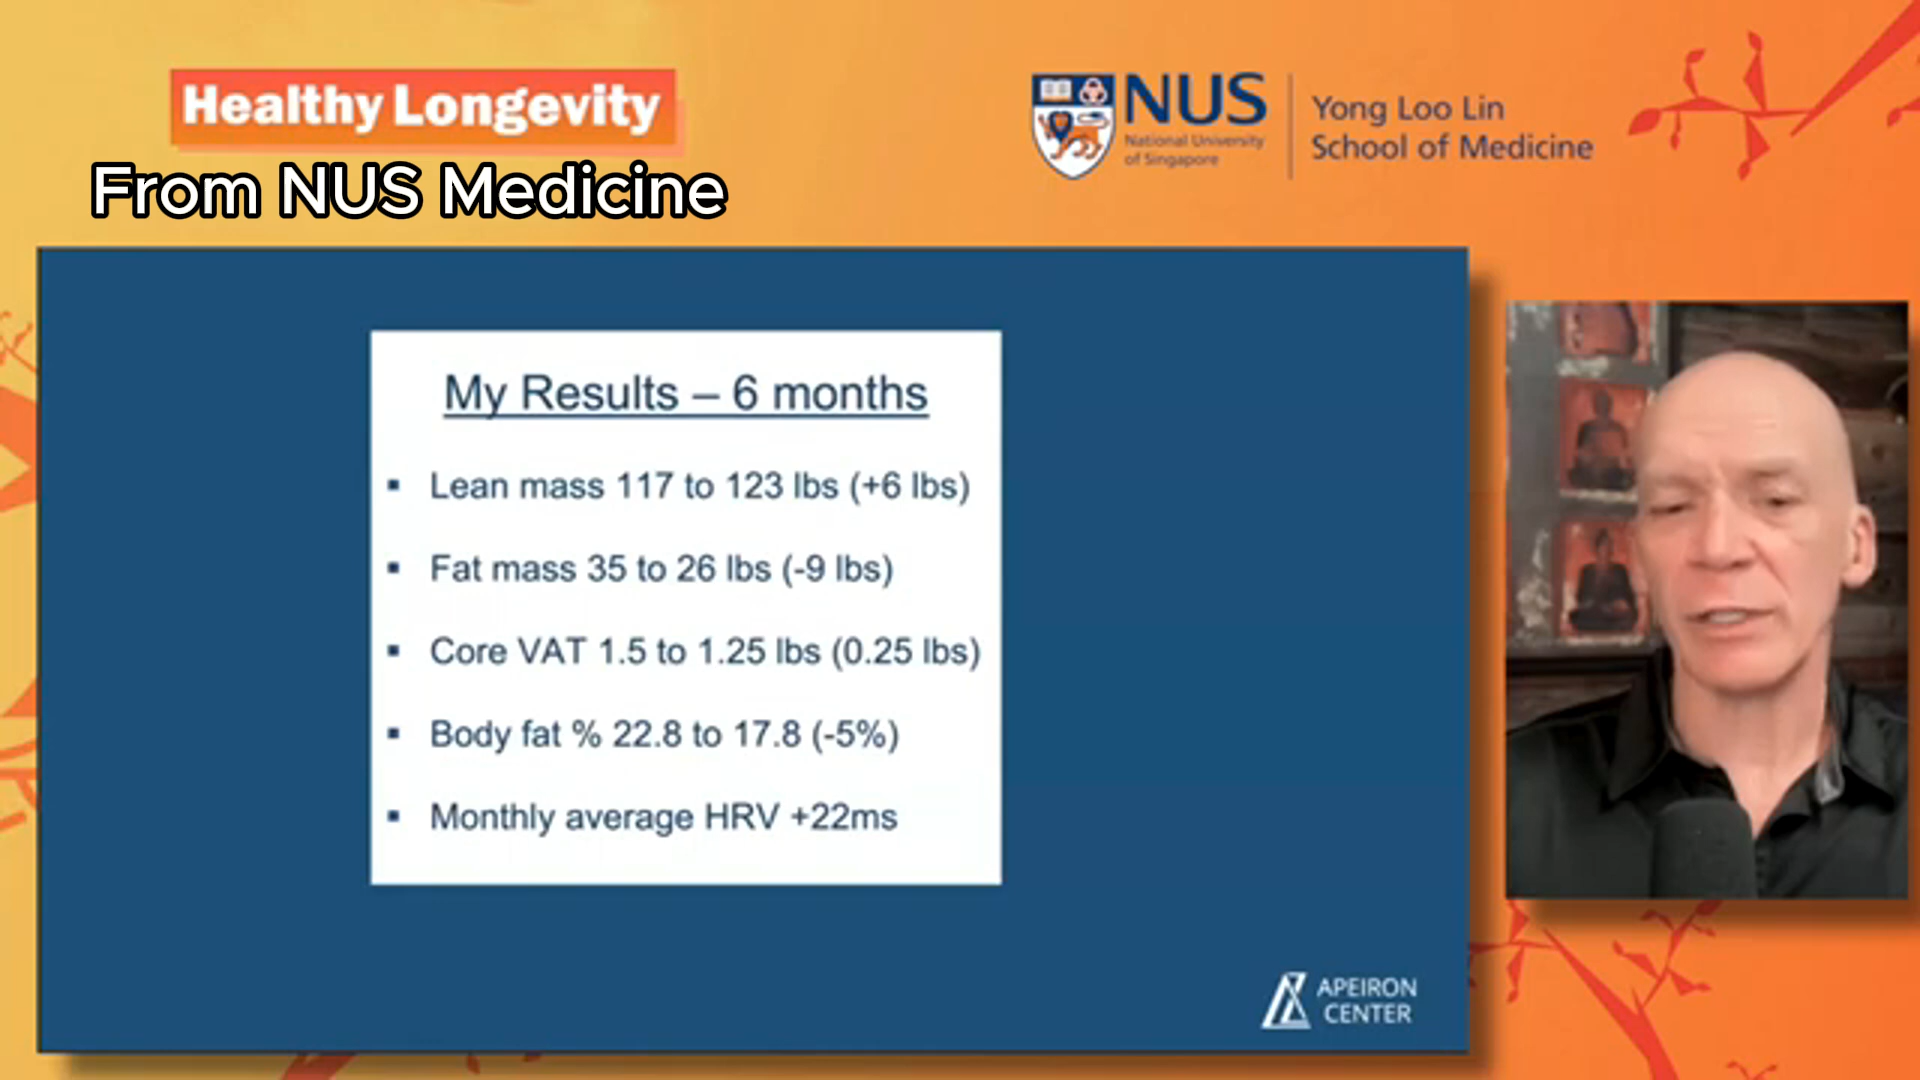 Healthy Longevity
From NUS Medicine
NUS
National University
of Singapore
Yong Loo Lin
School of Medicine
My Results – 6 months
▪ Lean mass 117 to 123 lbs (+6 lbs)
▪ Fat mass 35 to 26 lbs (-9 lbs)
▪ Core VAT 1.5 to 1.25 lbs (0.25 lbs)
▪ Body fat % 22.8 to 17.8 (-5%)
▪ Monthly average HRV +22ms
APEIRON
CENTER